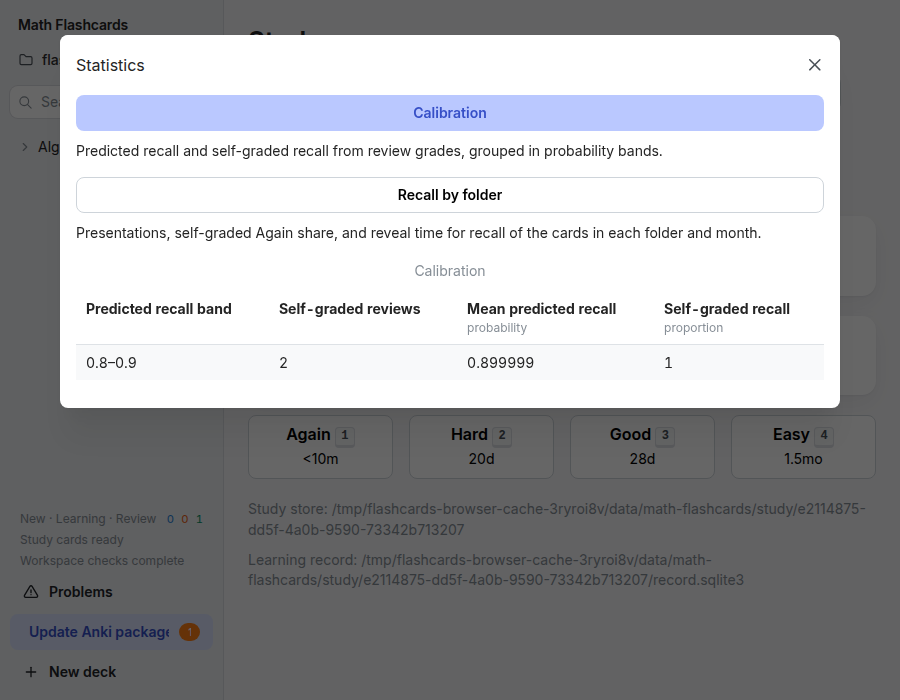 Math Flashcards
Statistics
Calibration
Predicted recall and self-graded recall from review grades, grouped in probability bands.
Recall by folder
Presentations, self-graded Again share, and reveal time for recall of the cards in each folder and month.
Calibration
Predicted recall band Self-graded reviews Mean predicted recall Self-graded recall
probability proportion
0.8–0.9 2 0.899999 1
Again 1 Hard 2 Good 3 Easy 4
<10m 20d 28d 1.5mo
Study store: /tmp/flashcards-browser-cache-3ryroi8v/data/math-flashcards/study/e2114875-
dd5f-4a0b-9590-73342b713207
Learning record: /tmp/flashcards-browser-cache-3ryroi8v/data/math-
flashcards/study/e2114875-dd5f-4a0b-9590-73342b713207/record.sqlite3
New · Learning · Review 0 0 1
Study cards ready
Workspace checks complete
Problems
Update Anki package 1
New deck